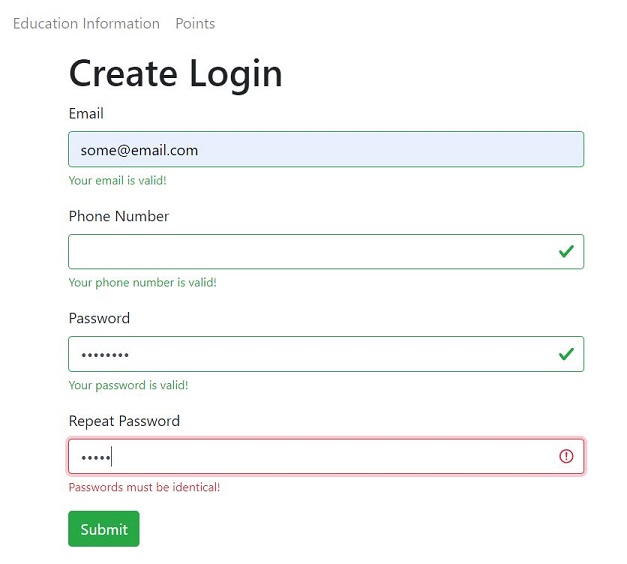 Education Information Points
Create Login
Email
some@email.com
Your email is valid!
Phone Number
Your phone number is valid!
Password
••••••••
Your password is valid!
Repeat Password
•••••
Passwords must be identical!
Submit